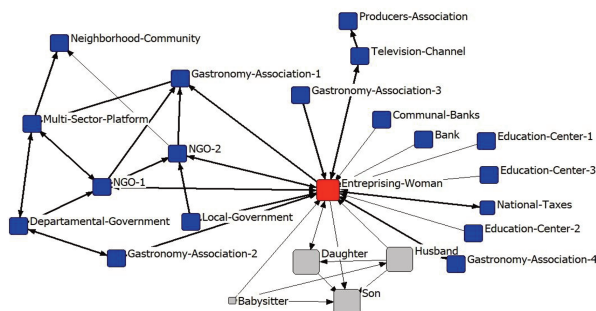 Producers-Association
Neighborhood-Community
Television-Channel
Gastronomy-Association-1
Gastronomy-Association-3
Multi-Sector-Platform
Communal-Banks
Bank
Education-Center-1
NGO-2
Education-Center-3
NGO-1
Entreprising-Woman
National-Taxes
Departamental-Government
Local-Government
Education-Center-2
Gastronomy-Association-2
Daughter
Husband
Gastronomy-Association-4
Babysitter
Son